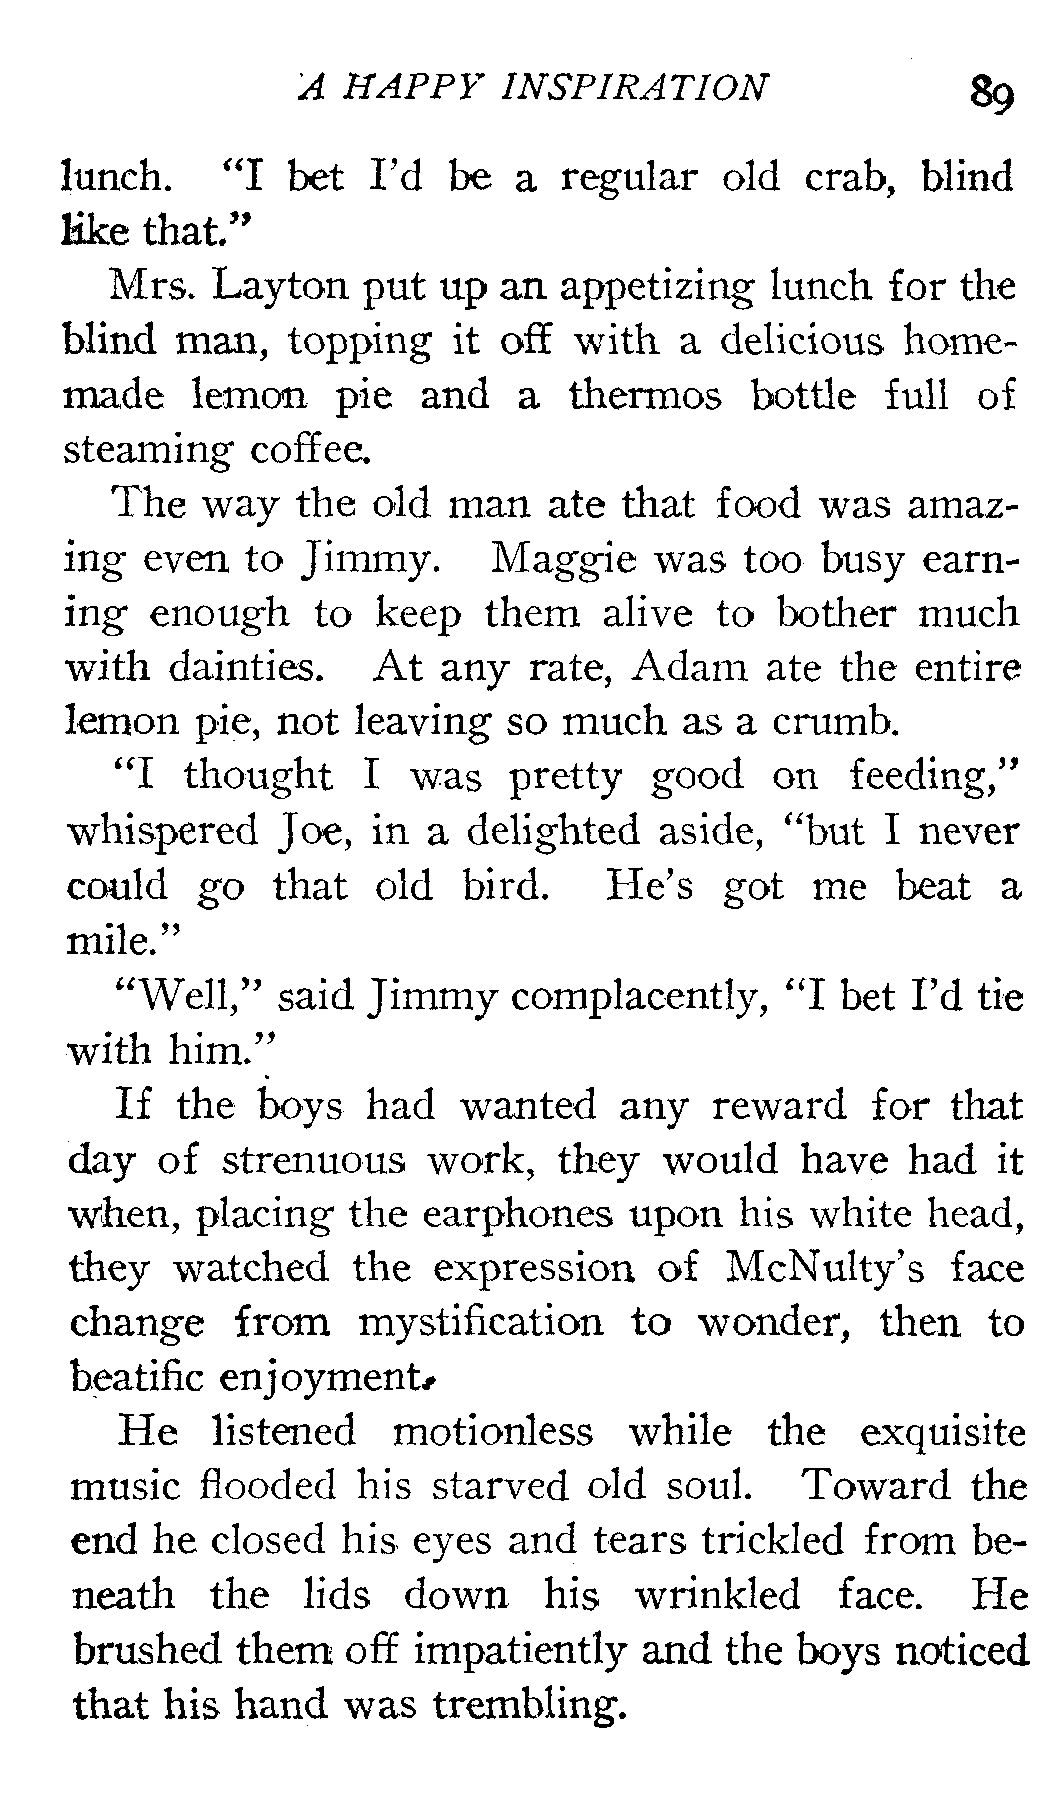 A HAPPY INSPIRATION 89
lunch. “I bet I’d be a regular old crab, blind
like that.”
Mrs. Layton put up an appetizing lunch for the
blind man, topping it off with a delicious home-
made lemon pie and a thermos bottle full of
steaming coffee.
The way the old man ate that food was amaz-
ing even to Jimmy. Maggie was too busy earn-
ing enough to keep them alive to bother much
with dainties. At any rate, Adam ate the entire
lemon pie, not leaving so much as a crumb.
“I thought I was pretty good on feeding,”
whispered Joe, in a delighted aside, “but I never
could go that old bird. He’s got me beat a
mile.”
“Well,” said Jimmy complacently, “I bet I’d tie
with him.”
If the boys had wanted any reward for that
day of strenuous work, they would have had it
when, placing the earphones upon his white head,
they watched the expression of McNulty’s face
change from mystification to wonder, then to
beatific enjoyment.
He listened motionless while the exquisite
music flooded his starved old soul. Toward the
end he closed his eyes and tears trickled from be-
neath the lids down his wrinkled face. He
brushed them off impatiently and the boys noticed
that his hand was trembling.